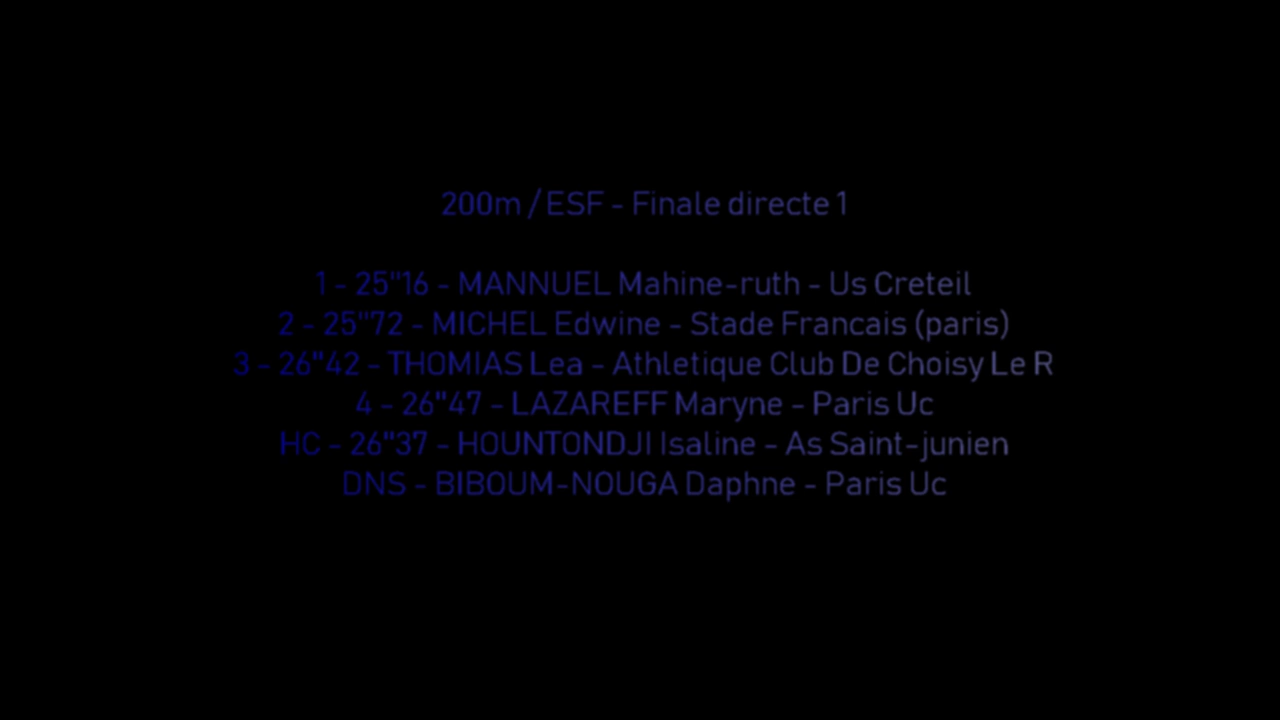 200m / ESF - Finale directe 1
1 - 25"16 - MANNUEL Mahine-ruth - Us Creteil
2 - 25"72 - MICHEL Edwine - Stade Francais (paris)
3 - 26"42 - THOMIAS Lea - Athletique Club De Choisy Le R
4 - 26"47 - LAZAREFF Maryne - Paris Uc
HC - 26"37 - HOUNTONDJI Isaline - As Saint-junien
DNS - BIBOUM-NOUGA Daphne - Paris Uc